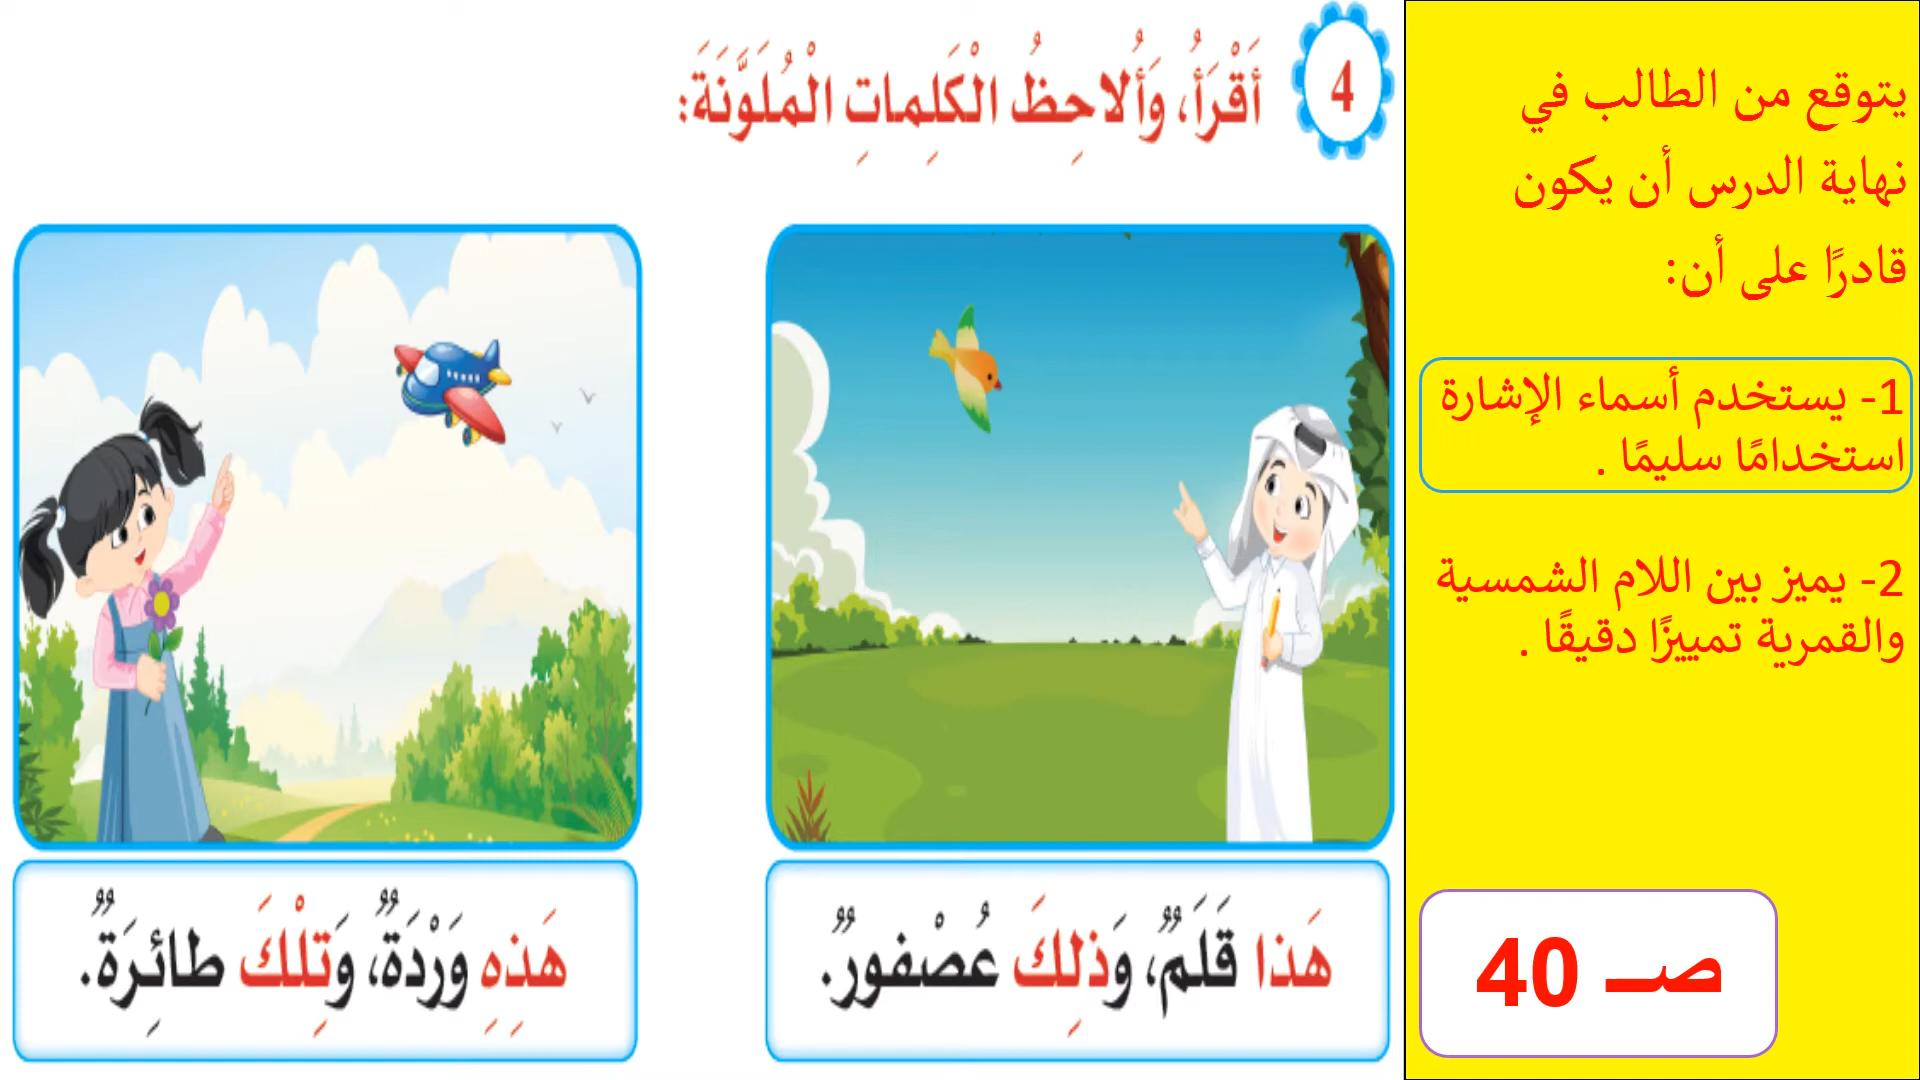 4
أَقْرَأُ، وَأُلاحِظُ الْكَلِماتِ الْمُلَوَّنَةَ:
هَذا قَلَمٌ، وَذلِكَ عُصْفورٌ.
هَذِهِ وَرْدَةٌ، وَتِلْكَ طائِرَةٌ.
يتوقع من الطالب في
نهاية الدرس أن يكون
قادرًا على أن:
1- يستخدم أسماء الإشارة
استخدامًا سليمًا .
2- يميز بين اللام الشمسية
والقمرية تمييزًا دقيقًا .
صـ 40